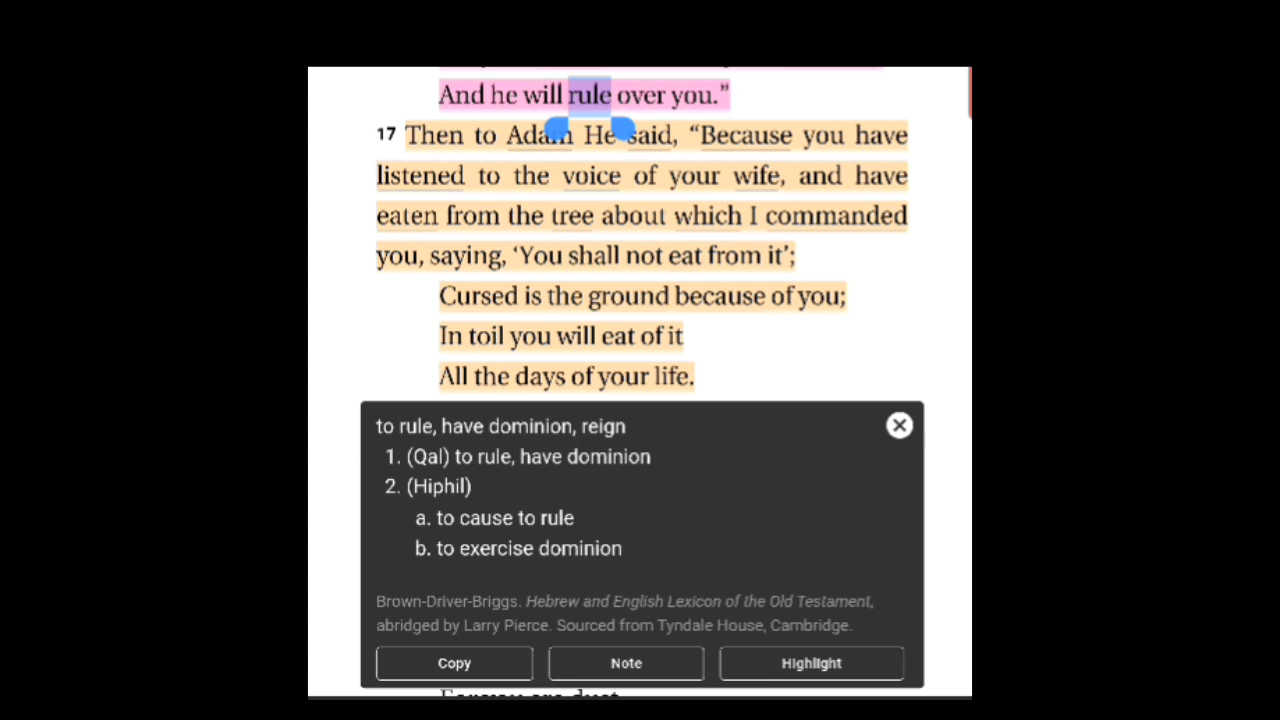 And he will rule over you.”
17 Then to Adam He said, “Because you have
listened to the voice of your wife, and have
eaten from the tree about which I commanded
you, saying, ‘You shall not eat from it’;
Cursed is the ground because of you;
In toil you will eat of it
All the days of your life.
to rule, have dominion, reign
1. (Qal) to rule, have dominion
2. (Hiphil)
a. to cause to rule
b. to exercise dominion
Brown-Driver-Briggs. Hebrew and English Lexicon of the Old Testament,
abridged by Larry Pierce. Sourced from Tyndale House, Cambridge.
Copy Note Highlight